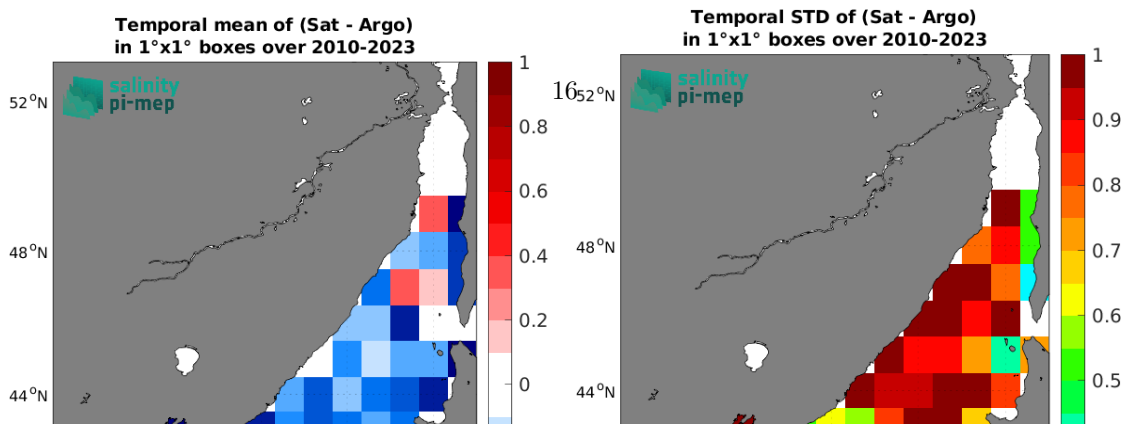 Temporal mean of (Sat - Argo)
in 1°x1° boxes over 2010-2023
salinity
pi-mep
52°N
48°N
44°N
1
0.8
0.6
0.4
0.2
0
16
Temporal STD of (Sat - Argo)
in 1°x1° boxes over 2010-2023
salinity
pi-mep
52°N
48°N
44°N
1
0.9
0.8
0.7
0.6
0.5